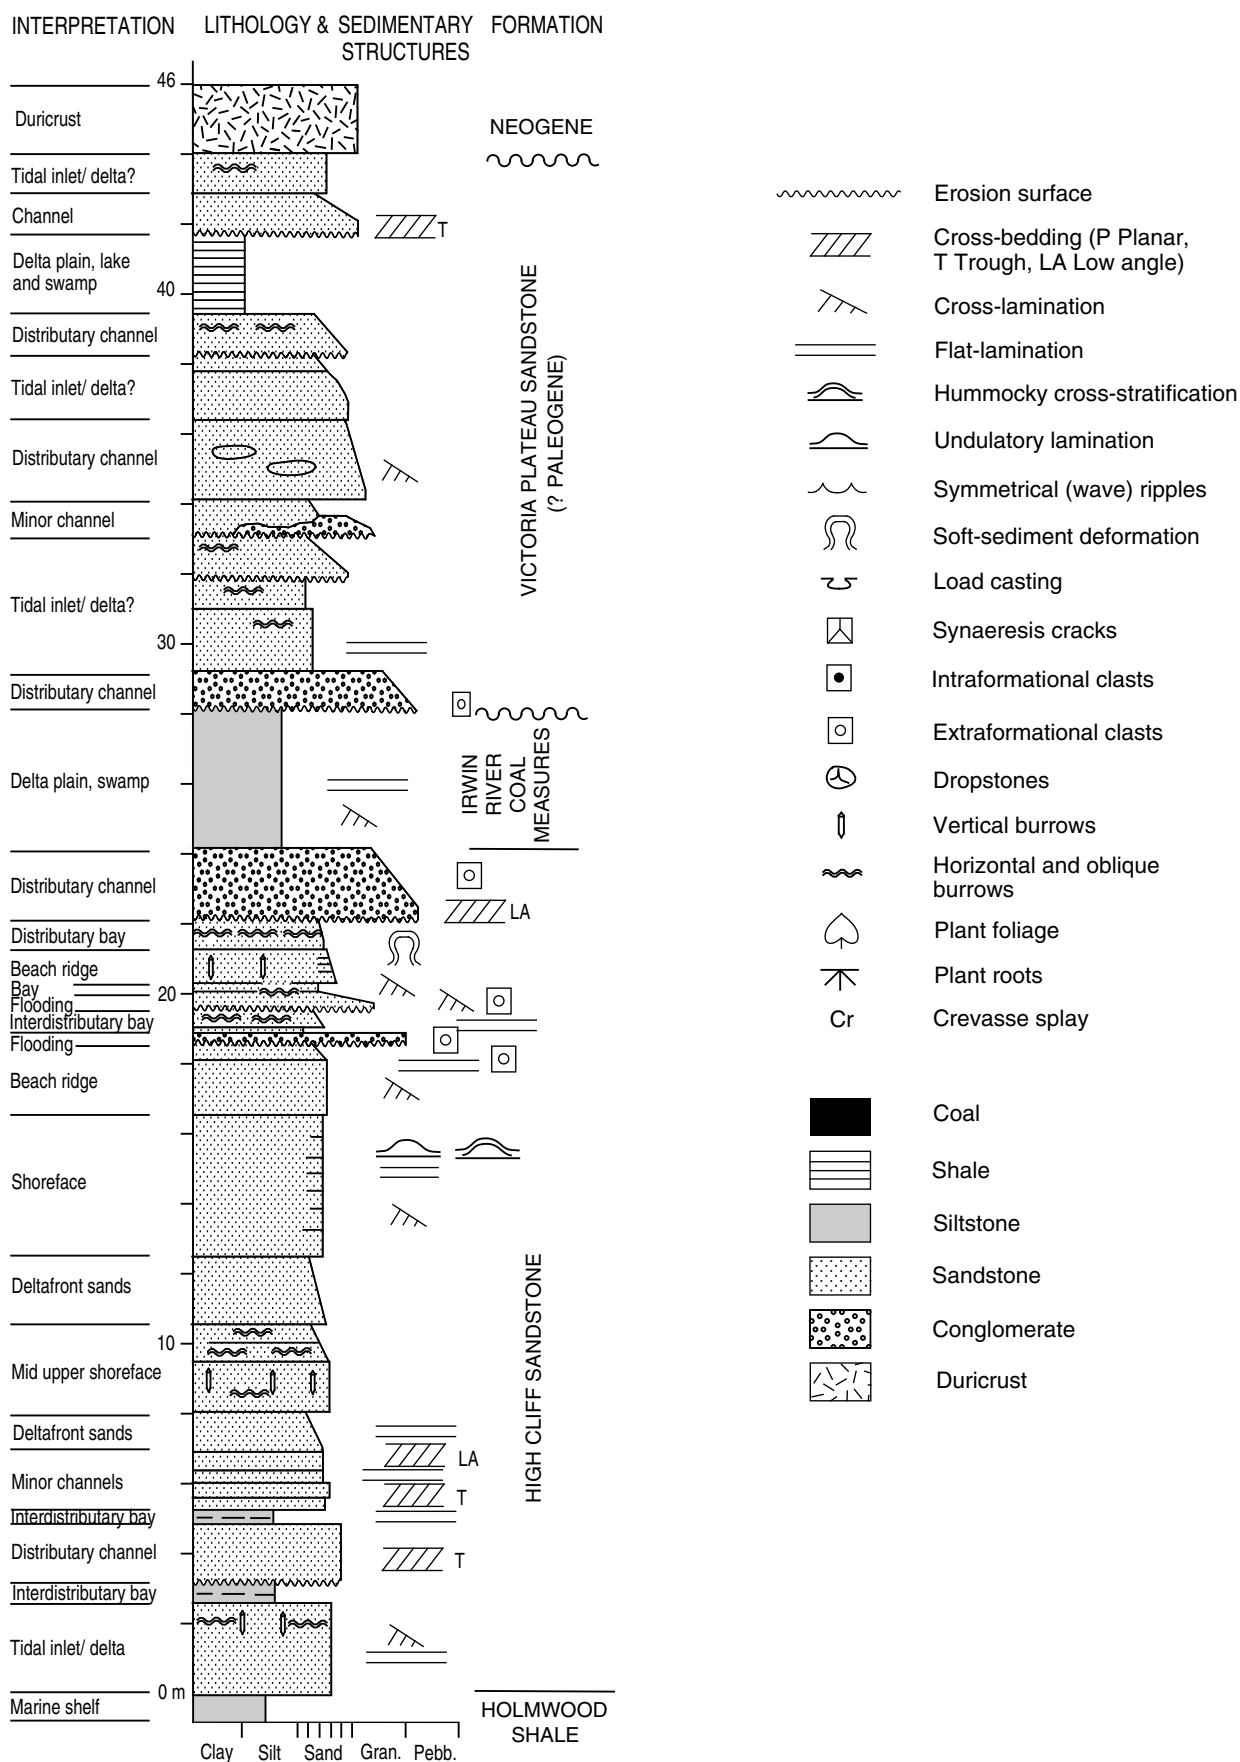 INTERPRETATION
LITHOLOGY & SEDIMENTARY
STRUCTURES
FORMATION
46
Duricrust
NEOGENE
Tidal inlet/ delta?
Channel
T
Delta plain, lake
and swamp
40
Distributary channel
Tidal inlet/ delta?
Distributary channel
Minor channel
VICTORIA PLATEAU SANDSTONE
(? PALEOGENE)
Tidal inlet/ delta?
30
Distributary channel
Delta plain, swamp
IRWIN
RIVER
COAL
MEASURES
Distributary channel
LA
Distributary bay
Beach ridge
Bay
20
Flooding
Interdistributary bay
Flooding
Beach ridge
Shoreface
Deltafront sands
10
Mid upper shoreface
HIGH CLIFF SANDSTONE
Deltafront sands
LA
Minor channels
T
Interdistributary bay
Distributary channel
T
Interdistributary bay
Tidal inlet/ delta
0 m
Marine shelf
HOLMWOOD
SHALE
Clay Silt Sand Gran. Pebb.
Erosion surface
Cross-bedding (P Planar,
T Trough, LA Low angle)
Cross-lamination
Flat-lamination
Hummocky cross-stratification
Undulatory lamination
Symmetrical (wave) ripples
Soft-sediment deformation
Load casting
Synaeresis cracks
Intraformational clasts
Extraformational clasts
Dropstones
Vertical burrows
Horizontal and oblique
burrows
Plant foliage
Plant roots
Cr Crevasse splay
Coal
Shale
Siltstone
Sandstone
Conglomerate
Duricrust